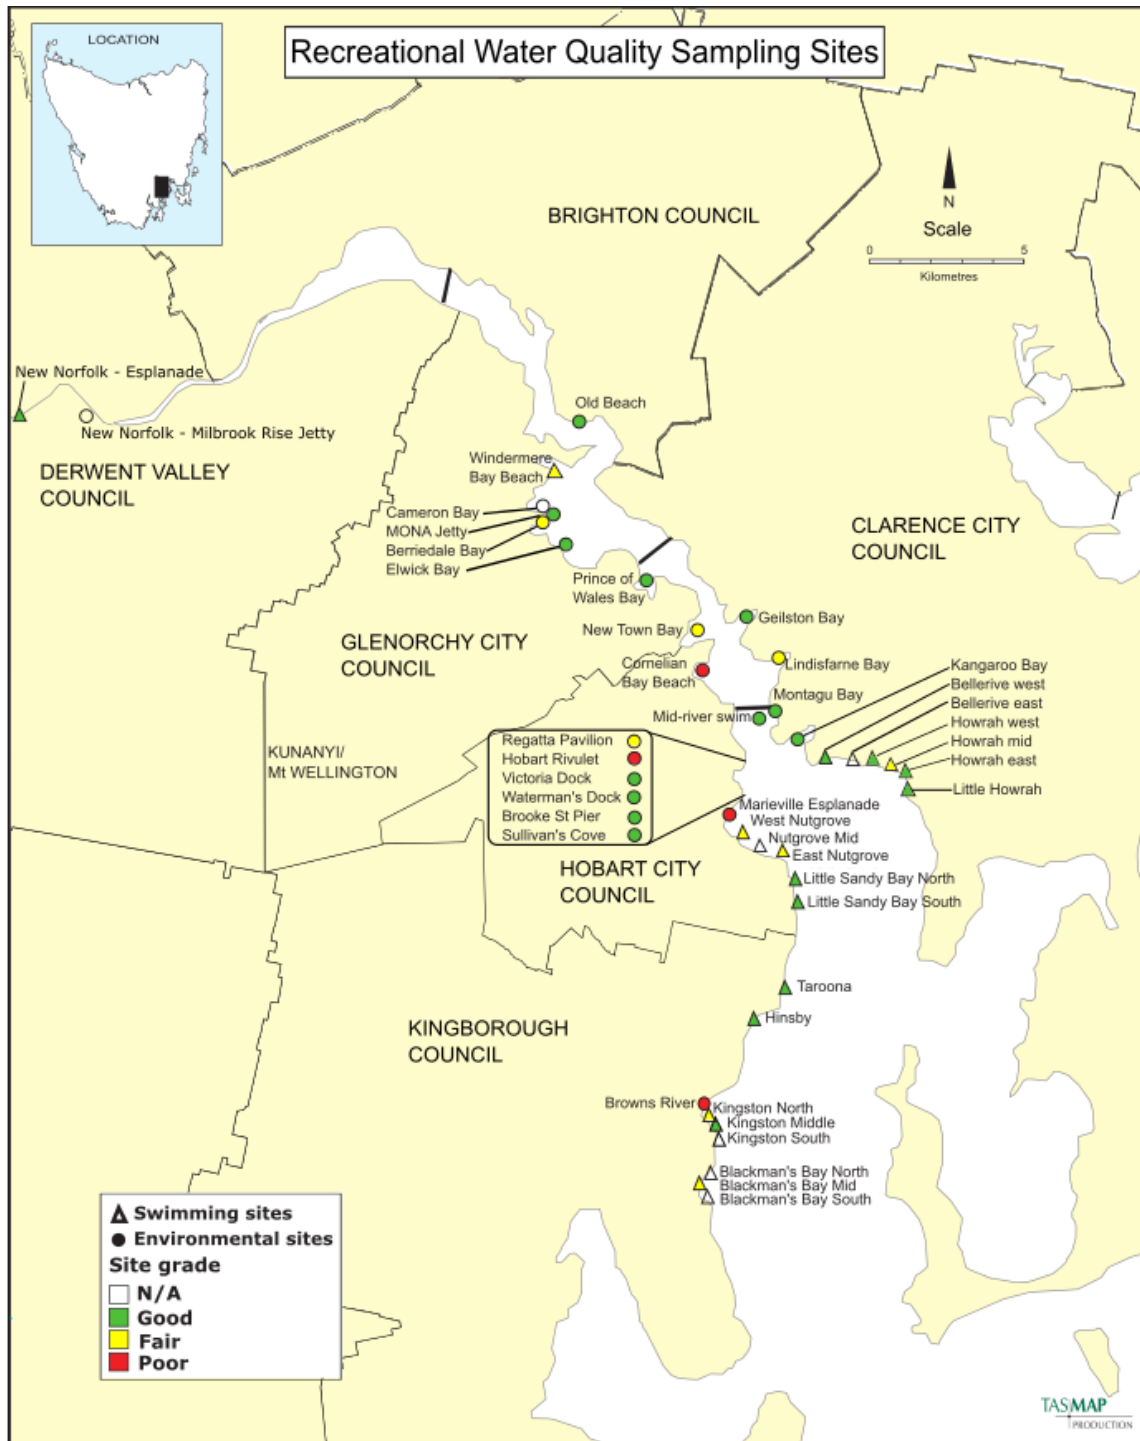 LOCATION
Recreational Water Quality Sampling Sites
N
Scale
0 5
Kilometres
BRIGHTON COUNCIL
New Norfolk - Esplanade
New Norfolk - Milbrook Rise Jetty
DERWENT VALLEY
COUNCIL
Old Beach
Windermere
Bay Beach
Cameron Bay
MONA Jetty
Berriedale Bay
Elwick Bay
CLARENCE CITY
COUNCIL
Prince of
Wales Bay
Geilston Bay
New Town Bay
GLENORCHY CITY
COUNCIL
Cornelian
Bay Beach
Lindisfarne Bay
Kangaroo Bay
Bellerive west
Bellerive east
Howrah west
Howrah mid
Howrah east
Little Howrah
Montagu Bay
Mid-river swim
KUNANYI/
Mt WELLINGTON
Regatta Pavilion
Hobart Rivulet
Victoria Dock
Waterman's Dock
Brooke St Pier
Sullivan's Cove
Marieville Esplanade
West Nutgrove
Nutgrove Mid
East Nutgrove
HOBART CITY
COUNCIL
Little Sandy Bay North
Little Sandy Bay South
Taroona
Hinsby
KINGBOROUGH
COUNCIL
Browns River
Kingston North
Kingston Middle
Kingston South
Blackman's Bay North
Blackman's Bay Mid
Blackman's Bay South
Swimming sites
Environmental sites
Site grade
N/A
Good
Fair
Poor
TASMAP
PRODUCTION